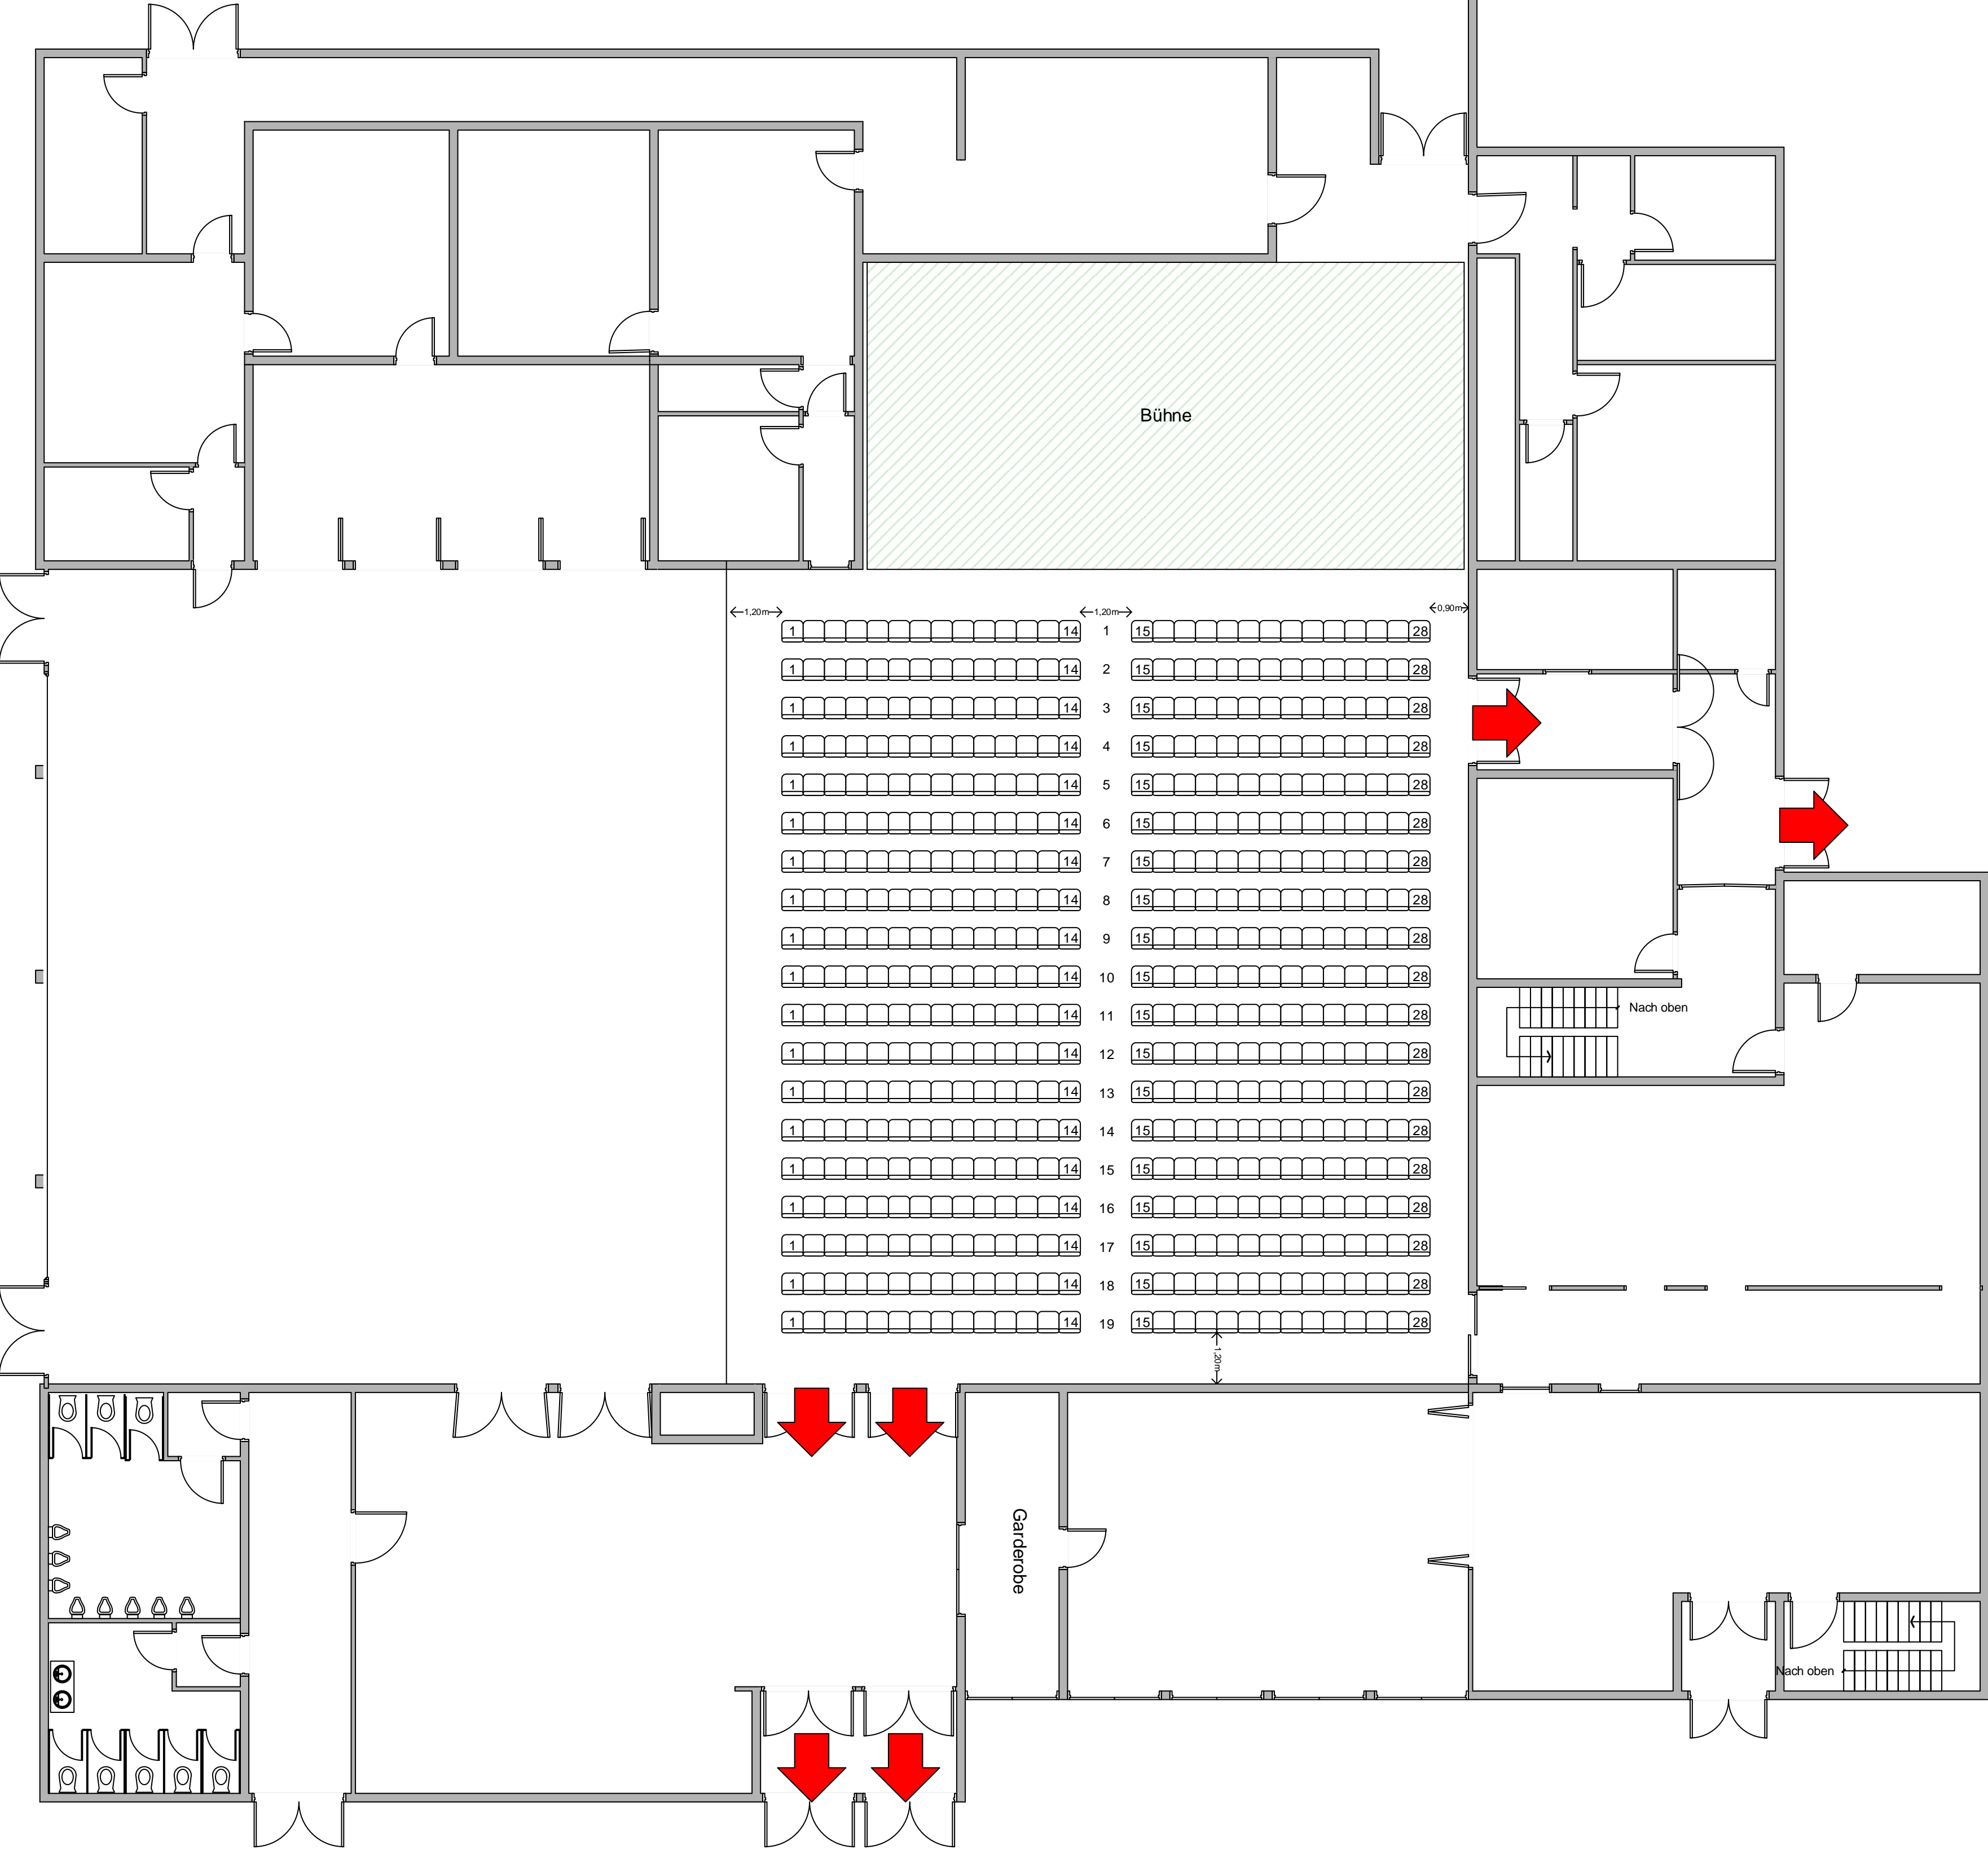 Bühne
1,20m
1,20m
0,90m
1 14 1 15 28
1 14 2 15 28
1 14 3 15 28
1 14 4 15 28
1 14 5 15 28
1 14 6 15 28
1 14 7 15 28
1 14 8 15 28
1 14 9 15 28
1 14 10 15 28
1 14 11 15 28
1 14 12 15 28
1 14 13 15 28
1 14 14 15 28
1 14 15 15 28
1 14 16 15 28
1 14 17 15 28
1 14 18 15 28
1 14 19 15 28
1,20m
Nach oben
Garderobe
Nach oben